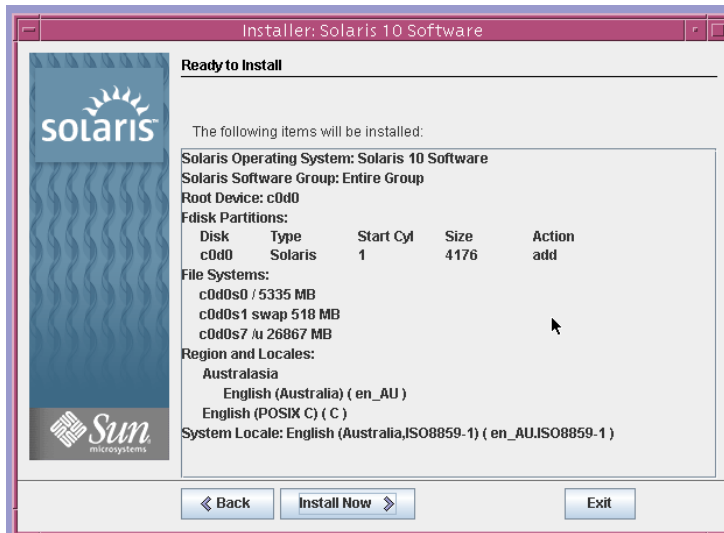 Installer: Solaris 10 Software
solaris™
Ready to Install
The following items will be installed:
Solaris Operating System: Solaris 10 Software
Solaris Software Group: Entire Group
Root Device: c0d0
Fdisk Partitions:
Disk Type Start Cyl Size Action
c0d0 Solaris 1 4176 add
File Systems:
c0d0s0 / 5335 MB
c0d0s1 swap 518 MB
c0d0s7 /u 26867 MB
Region and Locales:
Australasia
English (Australia) ( en_AU )
English (POSIX C) ( C )
System Locale: English (Australia,ISO8859-1) ( en_AU.ISO8859-1 )
Sun
microsystems
Back Install Now Exit